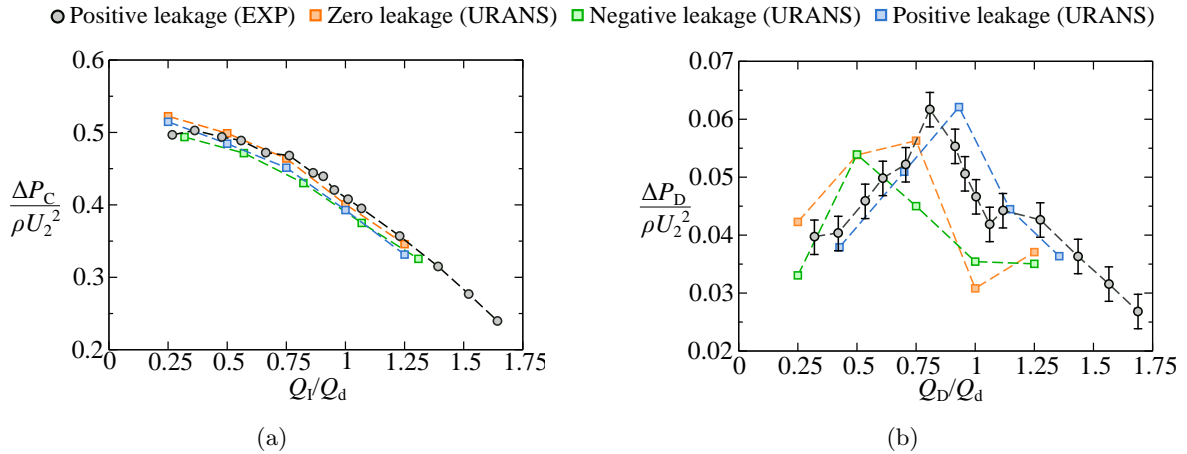 Positive leakage (EXP) Zero leakage (URANS) Negative leakage (URANS) Positive leakage (URANS)
0.6
0.5
0.4
0.3
0.2
ΔP_C
ρU_2^2
0 0.25 0.5 0.75 1 1.25 1.5 1.75
Q_I/Q_d
(a)
0.07
0.06
0.05
0.04
0.03
0.02
ΔP_D
ρU_2^2
0 0.25 0.5 0.75 1 1.25 1.5 1.75
Q_D/Q_d
(b)